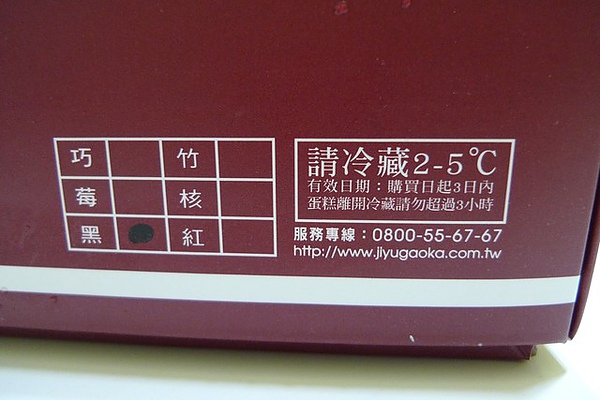 巧 竹
莓 核
黑 紅
請冷藏2-5℃
有效日期：購買日起3日內
蛋糕離開冷藏請勿超過3小時
服務專線：0800-55-67-67
http://www.jiyugaoka.com.tw